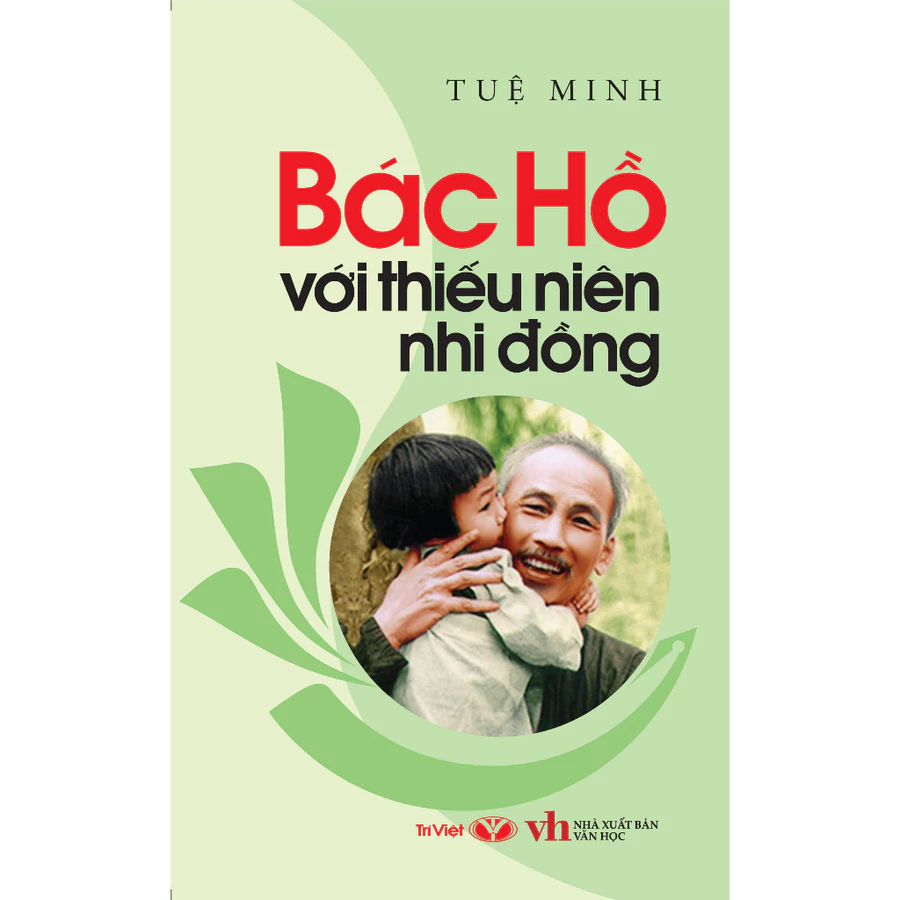 TUỆ MINH
Bác Hồ
với thiếu niên
nhi đồng
Trí Việt
vh NHÀ XUẤT BẢN
VĂN HỌC